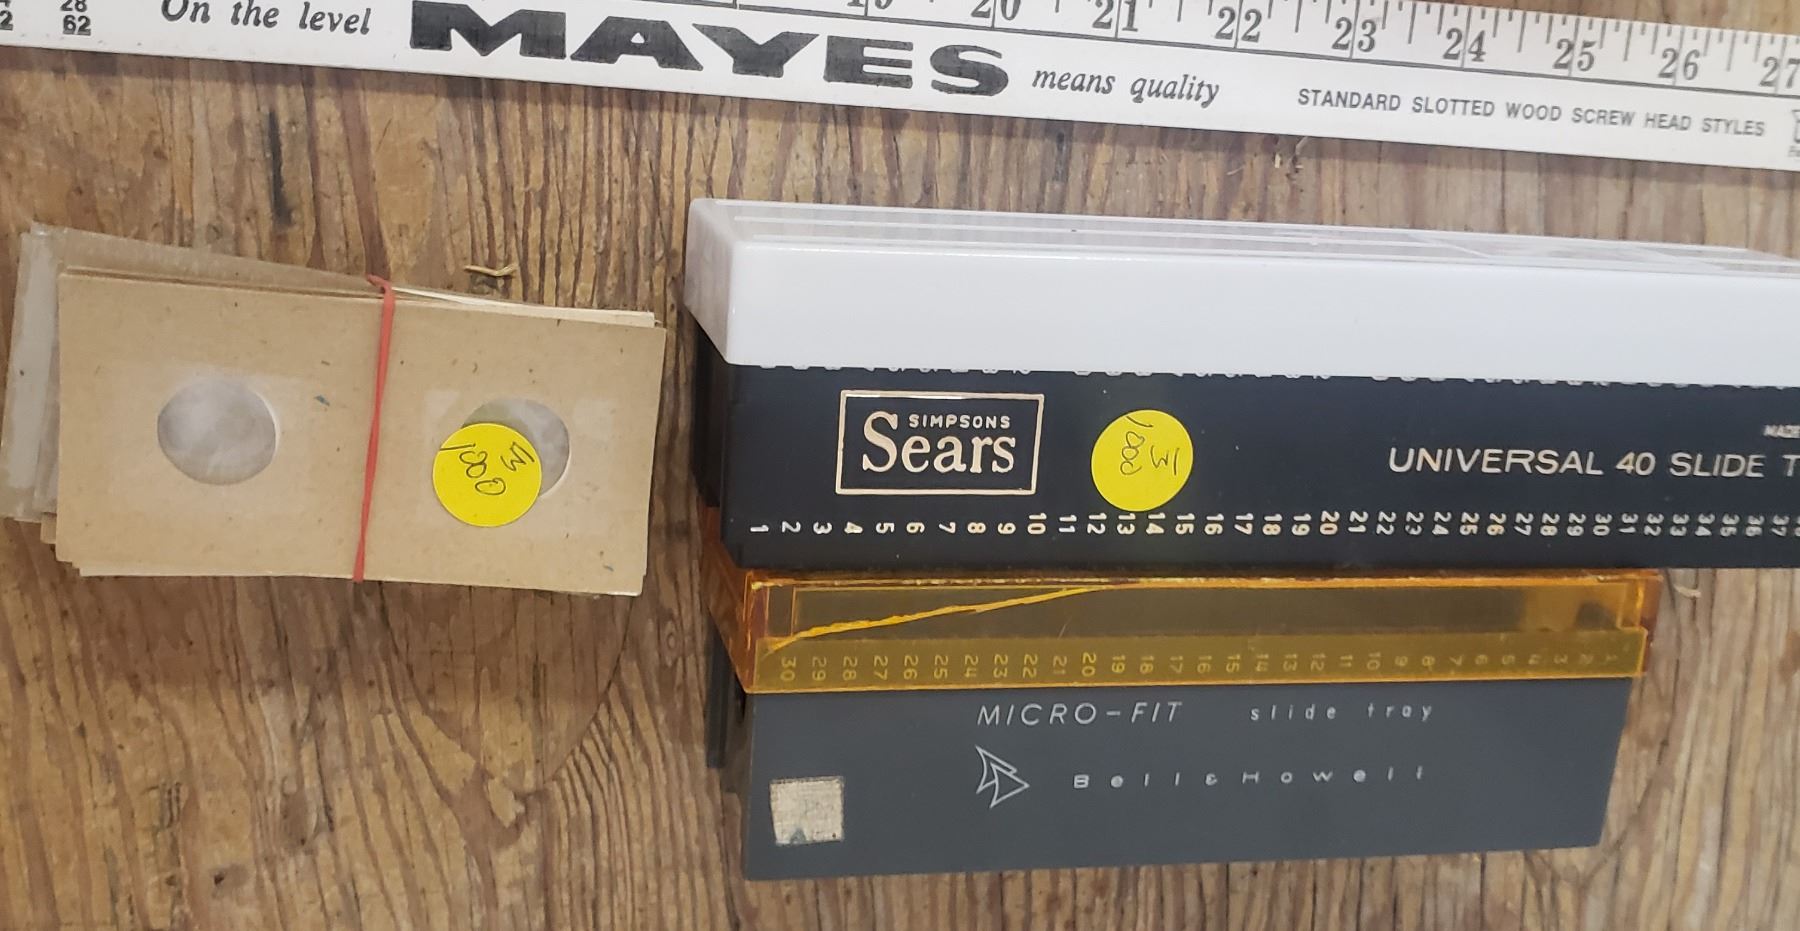 28
62
19 20 21 22 23 24 25 26 27
On the level MAYES means quality
STANDARD SLOTTED WOOD SCREW HEAD STYLES
1000
SIMPSONS
Sears
1000
MADE
UNIVERSAL 40 SLIDE T
1 2 3 4 5 6 7 8 9 10 11 12 13 14 15 16 17 18 19 20 21 22 23 24 25 26 27 28 29 30 31 32 33 34 35 36 37
30 29 28 27 26 25 24 23 22 21 20 19 18 17 16 15 14 13 12 11 10 9 8 7 6 5 4 3 2 1
MICRO-FIT slide tray
Bell & Howell